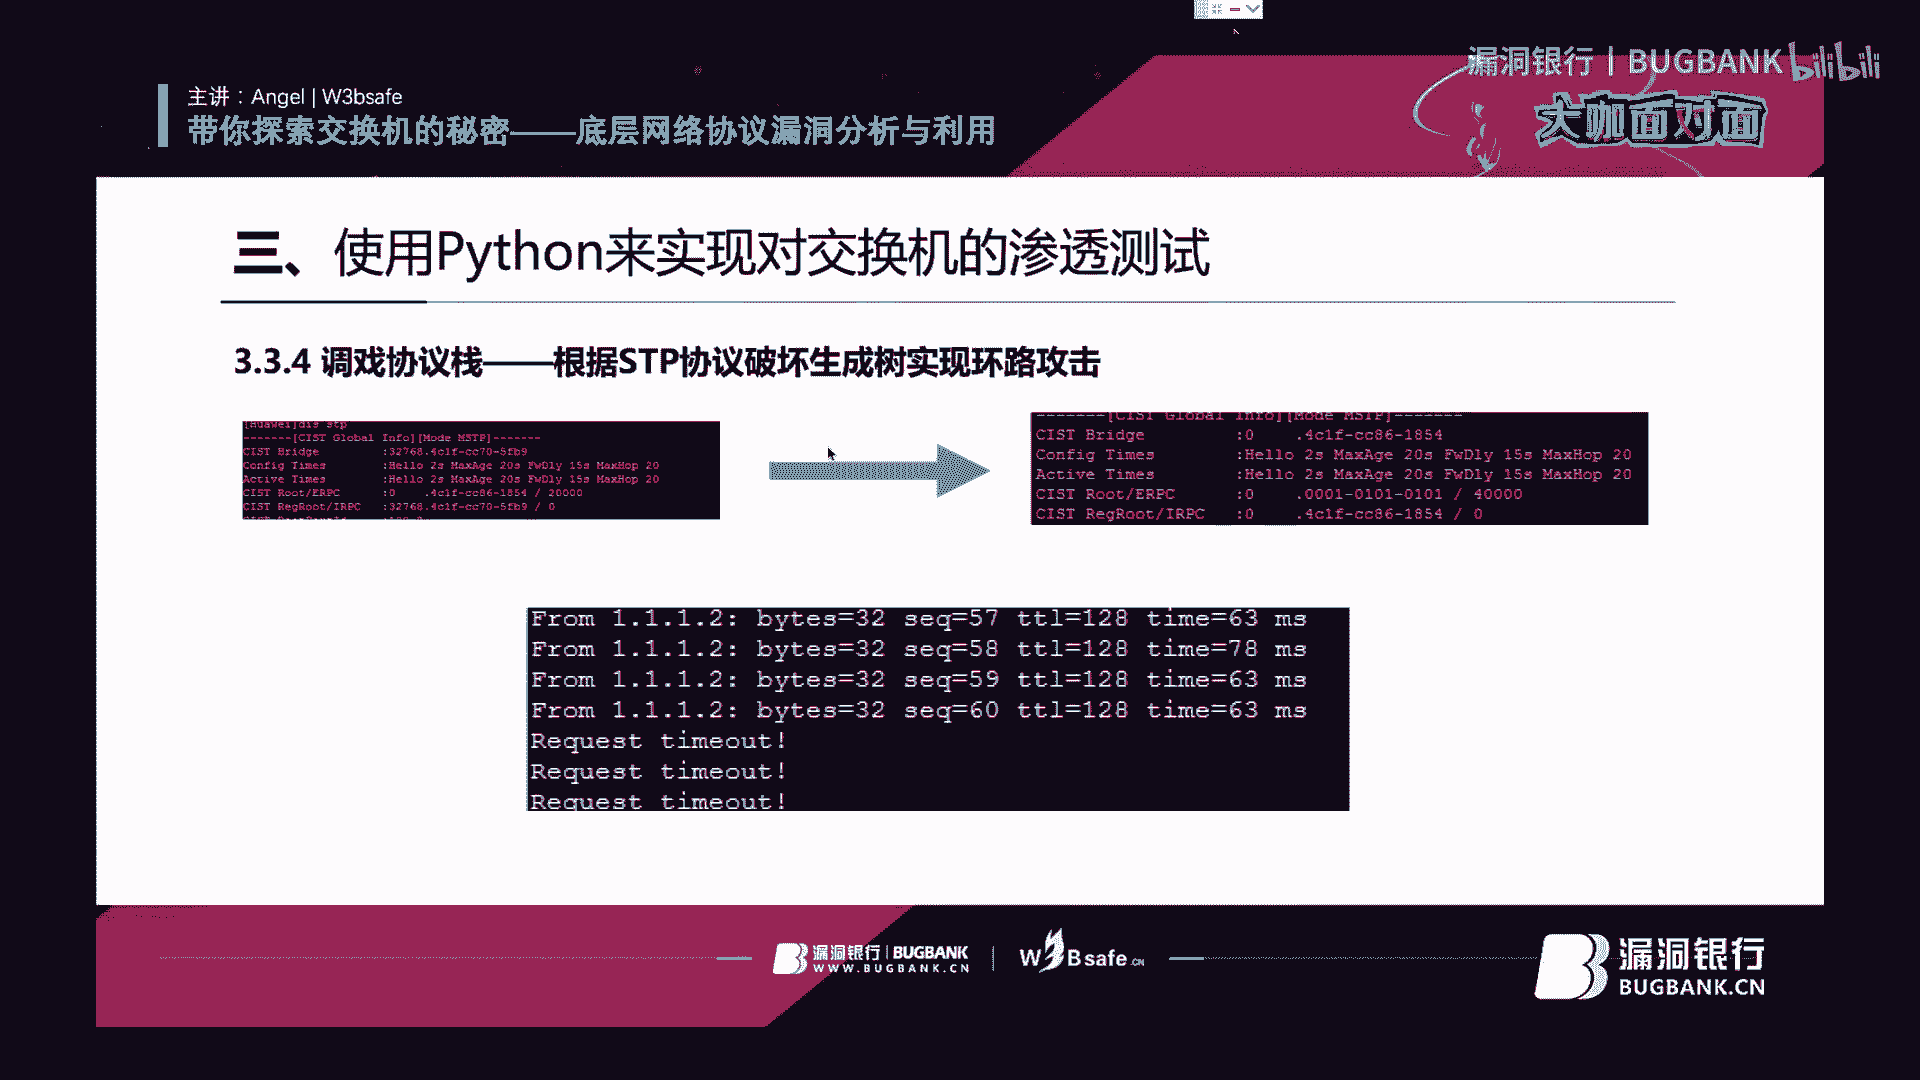 漏洞银行丨BUGBANK bilibili
大咖面对面
主讲：Angel | W3bsafe
带你探索交换机的秘密——底层网络协议漏洞分析与利用
三、使用Python来实现对交换机的渗透测试
3.3.4 调戏协议栈——根据STP协议破坏生成树实现环路攻击
[Huawei]dis stp
-------[CIST Global Info][Mode MSTP]-------
CIST Bridge :32768.4c1f-cc70-5fb9
Config Times :Hello 2s MaxAge 20s FwDly 15s MaxHop 20
Active Times :Hello 2s MaxAge 20s FwDly 15s MaxHop 20
CIST Root/ERPC :0 .4c1f-cc86-1854 / 20000
CIST RegRoot/IRPC :32768.4c1f-cc70-5fb9 / 0
-------[CIST Global Info][Mode MSTP]-------
CIST Bridge :0 .4c1f-cc86-1854
Config Times :Hello 2s MaxAge 20s FwDly 15s MaxHop 20
Active Times :Hello 2s MaxAge 20s FwDly 15s MaxHop 20
CIST Root/ERPC :0 .0001-0101-0101 / 40000
CIST RegRoot/IRPC :0 .4c1f-cc86-1854 / 0
From 1.1.1.2: bytes=32 seq=57 ttl=128 time=63 ms
From 1.1.1.2: bytes=32 seq=58 ttl=128 time=78 ms
From 1.1.1.2: bytes=32 seq=59 ttl=128 time=63 ms
From 1.1.1.2: bytes=32 seq=60 ttl=128 time=63 ms
Request timeout!
Request timeout!
Request timeout!
漏洞银行 | BUGBANK
WWW.BUGBANK.CN
W3Bsafe.CN
漏洞银行
BUGBANK.CN